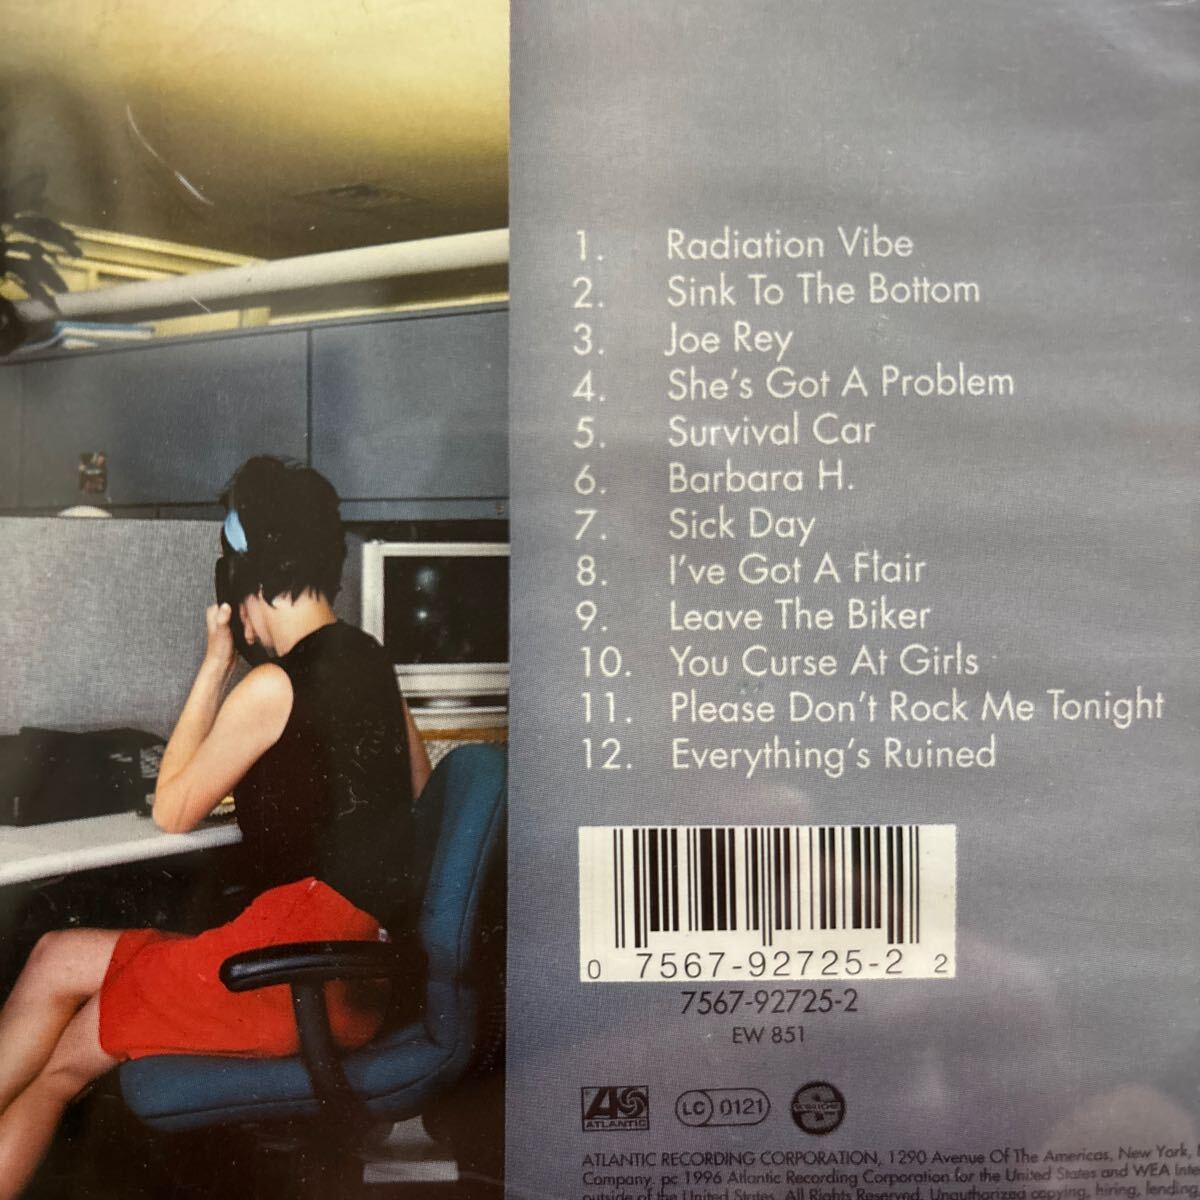 1. Radiation Vibe
2. Sink To The Bottom
3. Joe Rey
4. She's Got A Problem
5. Survival Car
6. Barbara H.
7. Sick Day
8. I've Got A Flair
9. Leave The Biker
10. You Curse At Girls
11. Please Don't Rock Me Tonight
12. Everything's Ruined
0 7567-92725-2 2
7567-92725-2
EW 851
ATLANTIC
LC 0121
ATLANTIC RECORDING CORPORATION, 1290 Avenue Of The Americas, New York,
Company. pc 1996 Atlantic Recording Corporation for the United States and WEA Inte
outside of the United States. All Rights Reserved. Unauthorized hiring, lending